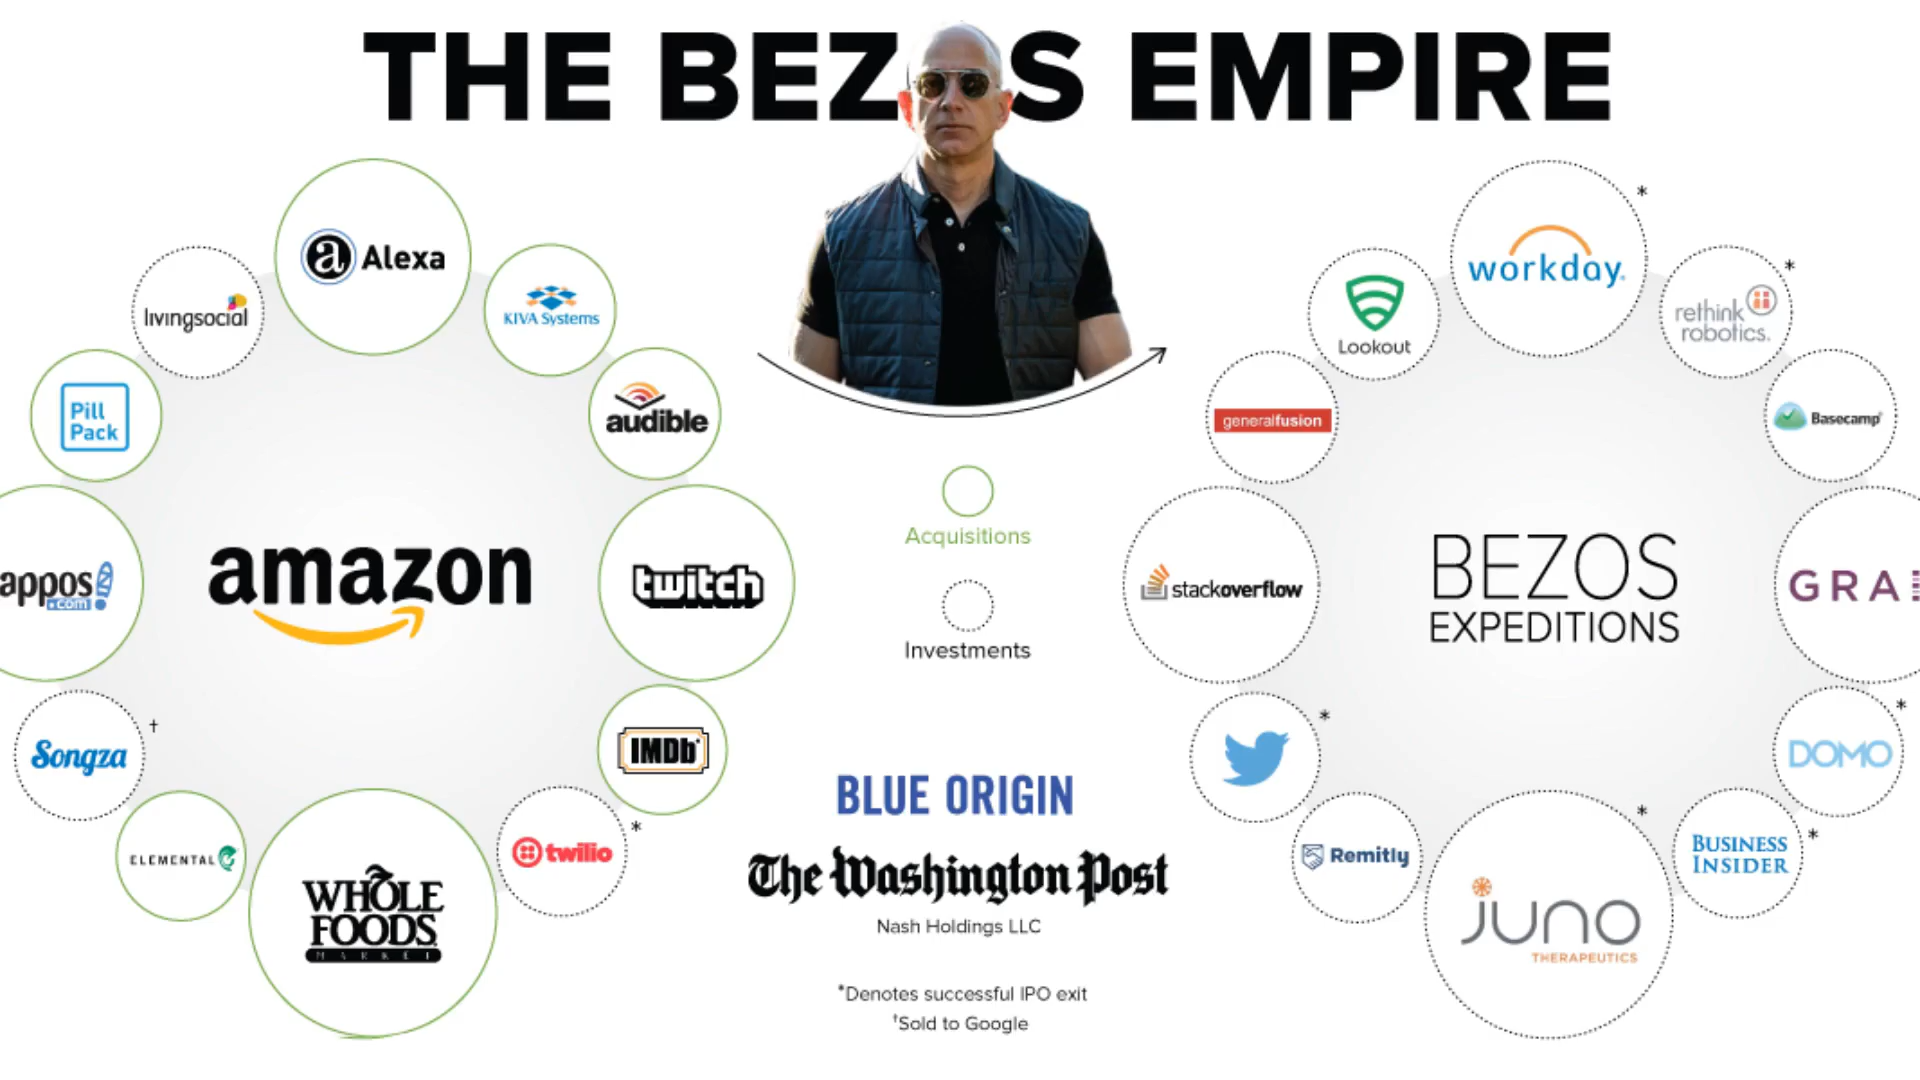 THE BEZOS EMPIRE
a Alexa
livingsocial
KIVA Systems
Pill
Pack
audible
appos
.com
amazon
twitch
Songza
†
IMDb
ELEMENTAL
twilio
*
WHOLE
FOODS
MARKET
Acquisitions
Investments
BLUE ORIGIN
The Washington Post
Nash Holdings LLC
*Denotes successful IPO exit
†Sold to Google
workday
*
Lookout
rethink
robotics.
*
generalfusion
Basecamp
stackoverflow
BEZOS
EXPEDITIONS
GRA
*
DOMO
*
Remitly
BUSINESS
INSIDER
*
juno
THERAPEUTICS
*